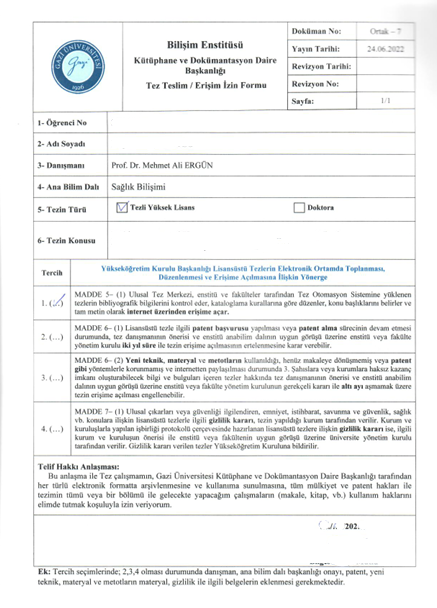 GAZİ ÜNİVERSİTESİ
Gazi
1926
Bilişim Enstitüsü
Kütüphane ve Dokümantasyon Daire
Başkanlığı
Tez Teslim / Erişim İzin Formu
Doküman No: Ortak – 7
Yayın Tarihi: 24.06.2022
Revizyon Tarihi:
Revizyon No:
Sayfa: 1/1
1- Öğrenci No
2- Adı Soyadı
3- Danışmanı Prof. Dr. Mehmet Ali ERGÜN
4- Ana Bilim Dalı Sağlık Bilişimi
5- Tezin Türü Tezli Yüksek Lisans Doktora
6- Tezin Konusu
Tercih Yükseköğretim Kurulu Başkanlığı Lisansüstü Tezlerin Elektronik Ortamda Toplanması,
Düzenlenmesi ve Erişime Açılmasına İlişkin Yönerge
MADDE 5– (1) Ulusal Tez Merkezi, enstitü ve fakülteler tarafından Tez Otomasyon Sistemine yüklenen
1. ( ) tezlerin bibliyografik bilgilerini kontrol eder, kataloglama kurallarına göre düzenler, konu başlıklarını belirler ve
tam metin olarak internet üzerinden erişime açar.
MADDE 6– (1) Lisansüstü tezle ilgili patent başvurusu yapılması veya patent alma sürecinin devam etmesi
2. (…) durumunda, tez danışmanının önerisi ve enstitü anabilim dalının uygun görüşü üzerine enstitü veya fakülte
yönetim kurulu iki yıl süre ile tezin erişime açılmasının ertelenmesine karar verebilir.
MADDE 6– (2) Yeni teknik, materyal ve metotların kullanıldığı, henüz makaleye dönüşmemiş veya patent
3. (…) gibi yöntemlerle korunmamış ve internetten paylaşılması durumunda 3. Şahıslara veya kurumlara haksız kazanç
imkanı oluşturabilecek bilgi ve bulguları içeren tezler hakkında tez danışmanının önerisi ve enstitü anabilim
dalının uygun görüşü üzerine enstitü veya fakülte yönetim kurulunun gerekçeli kararı ile altı ayı aşmamak üzere
tezin erişime açılması engellenebilir.
MADDE 7– (1) Ulusal çıkarları veya güvenliği ilgilendiren, emniyet, istihbarat, savunma ve güvenlik, sağlık
vb. konulara ilişkin lisansüstü tezlerle ilgili gizlilik kararı, tezin yapıldığı kurum tarafından verilir. Kurum ve
4. (…) kuruluşlarla yapılan işbirliği protokolü çerçevesinde hazırlanan lisansüstü tezlere ilişkin gizlilik kararı ise, ilgili
kurum ve kuruluşun önerisi ile enstitü veya fakültenin uygun görüşü üzerine üniversite yönetim kurulu
tarafından verilir. Gizlilik kararı verilen tezler Yükseköğretim Kuruluna bildirilir.
Telif Hakkı Anlaşması:
Bu anlaşma ile Tez çalışmamın, Gazi Üniversitesi Kütüphane ve Dokümantasyon Daire Başkanlığı tarafından
her türlü elektronik formatta arşivlenmesine ve kullanıma sunulmasına, tüm mülkiyet ve patent hakları ile
tezimin tümü veya bir bölümü ile gelecekte yapacağım çalışmaların (makale, kitap, vb.) kullanım haklarını
elimde tutmak koşuluyla izin veriyorum.
202.
Ek: Tercih seçimlerinde; 2,3,4 olması durumunda danışman, ana bilim dalı başkanlığı onayı, patent, yeni
teknik, materyal ve metotların materyal, gizlilik ile ilgili belgelerin eklenmesi gerekmektedir.